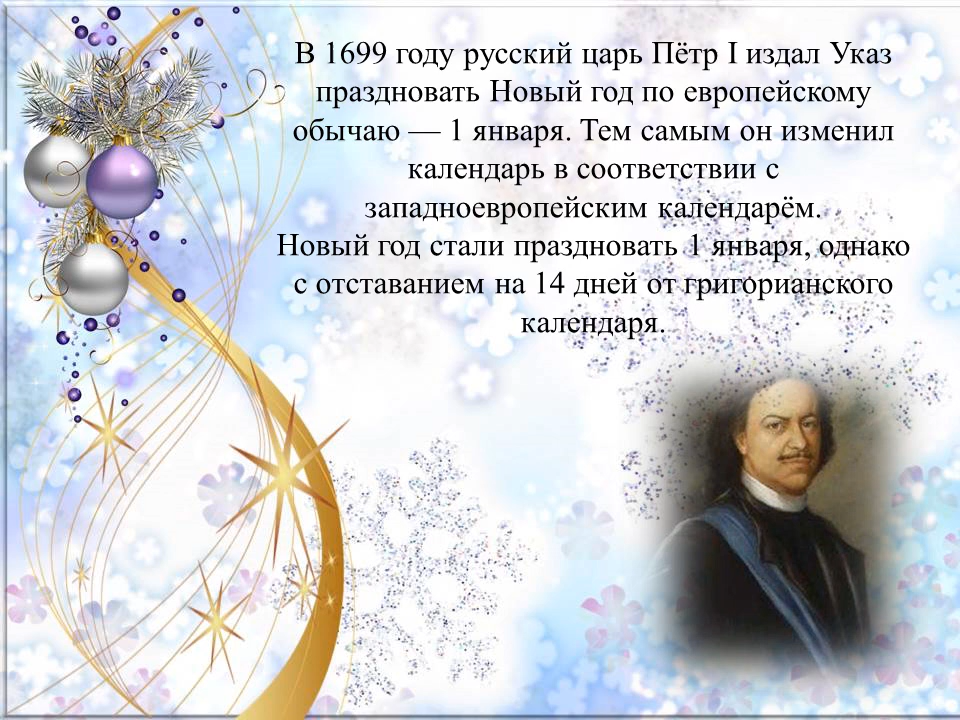 В 1699 году русский царь Пётр I издал Указ
праздновать Новый год по европейскому
обычаю — 1 января. Тем самым он изменил
календарь в соответствии с
западноевропейским календарём.
Новый год стали праздновать 1 января, однако
с отставанием на 14 дней от григорианского
календаря.